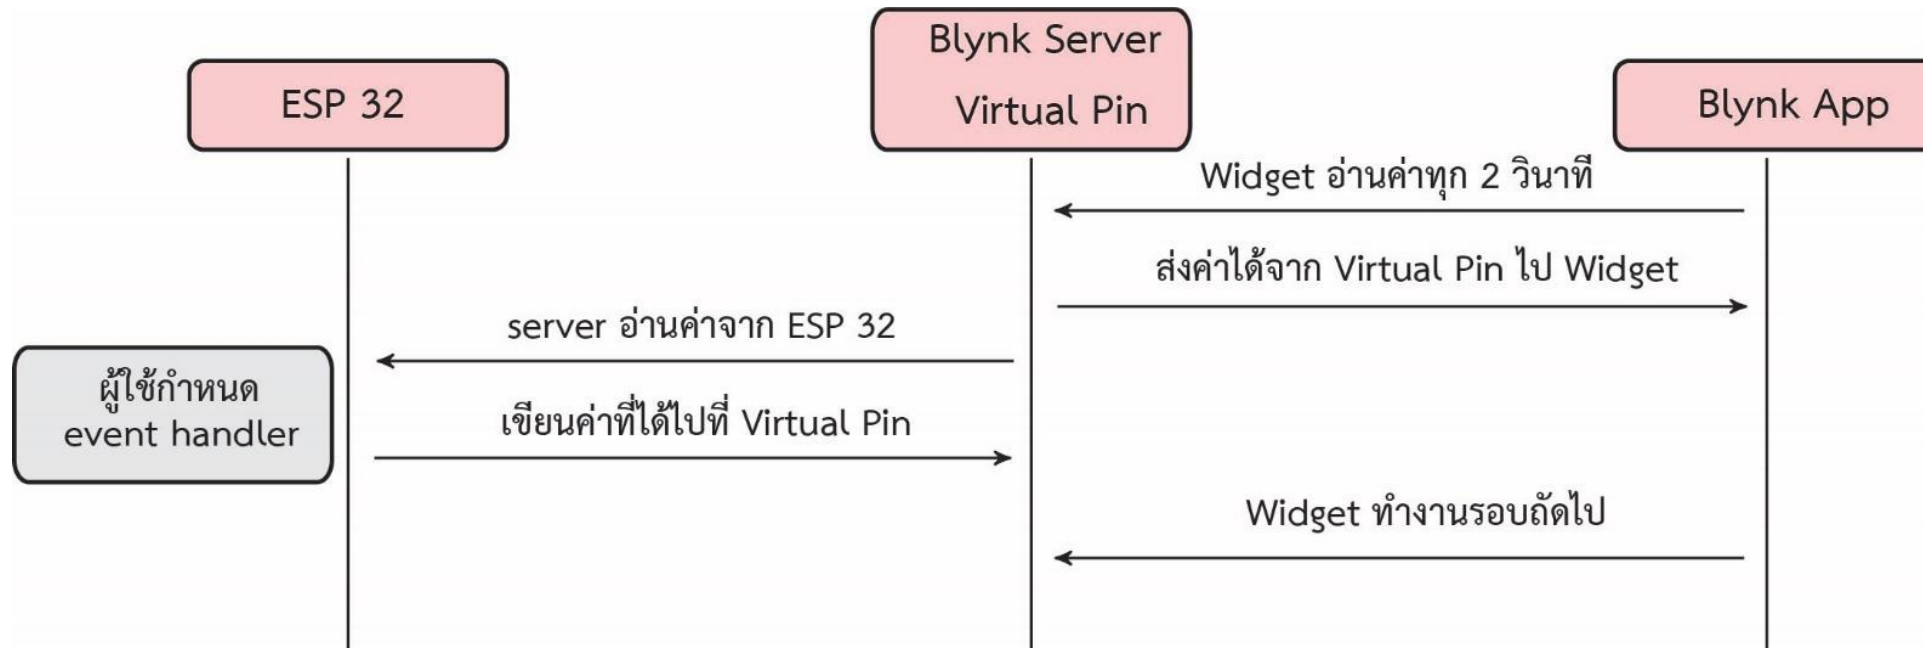 ESP 32
Blynk Server
Virtual Pin
Blynk App
Widget อ่านค่าทุก 2 วินาที
ส่งค่าได้จาก Virtual Pin ไป Widget
server อ่านค่าจาก ESP 32
ผู้ใช้กำหนด
event handler
เขียนค่าที่ได้ไปที่ Virtual Pin
Widget ทำงานรอบถัดไป